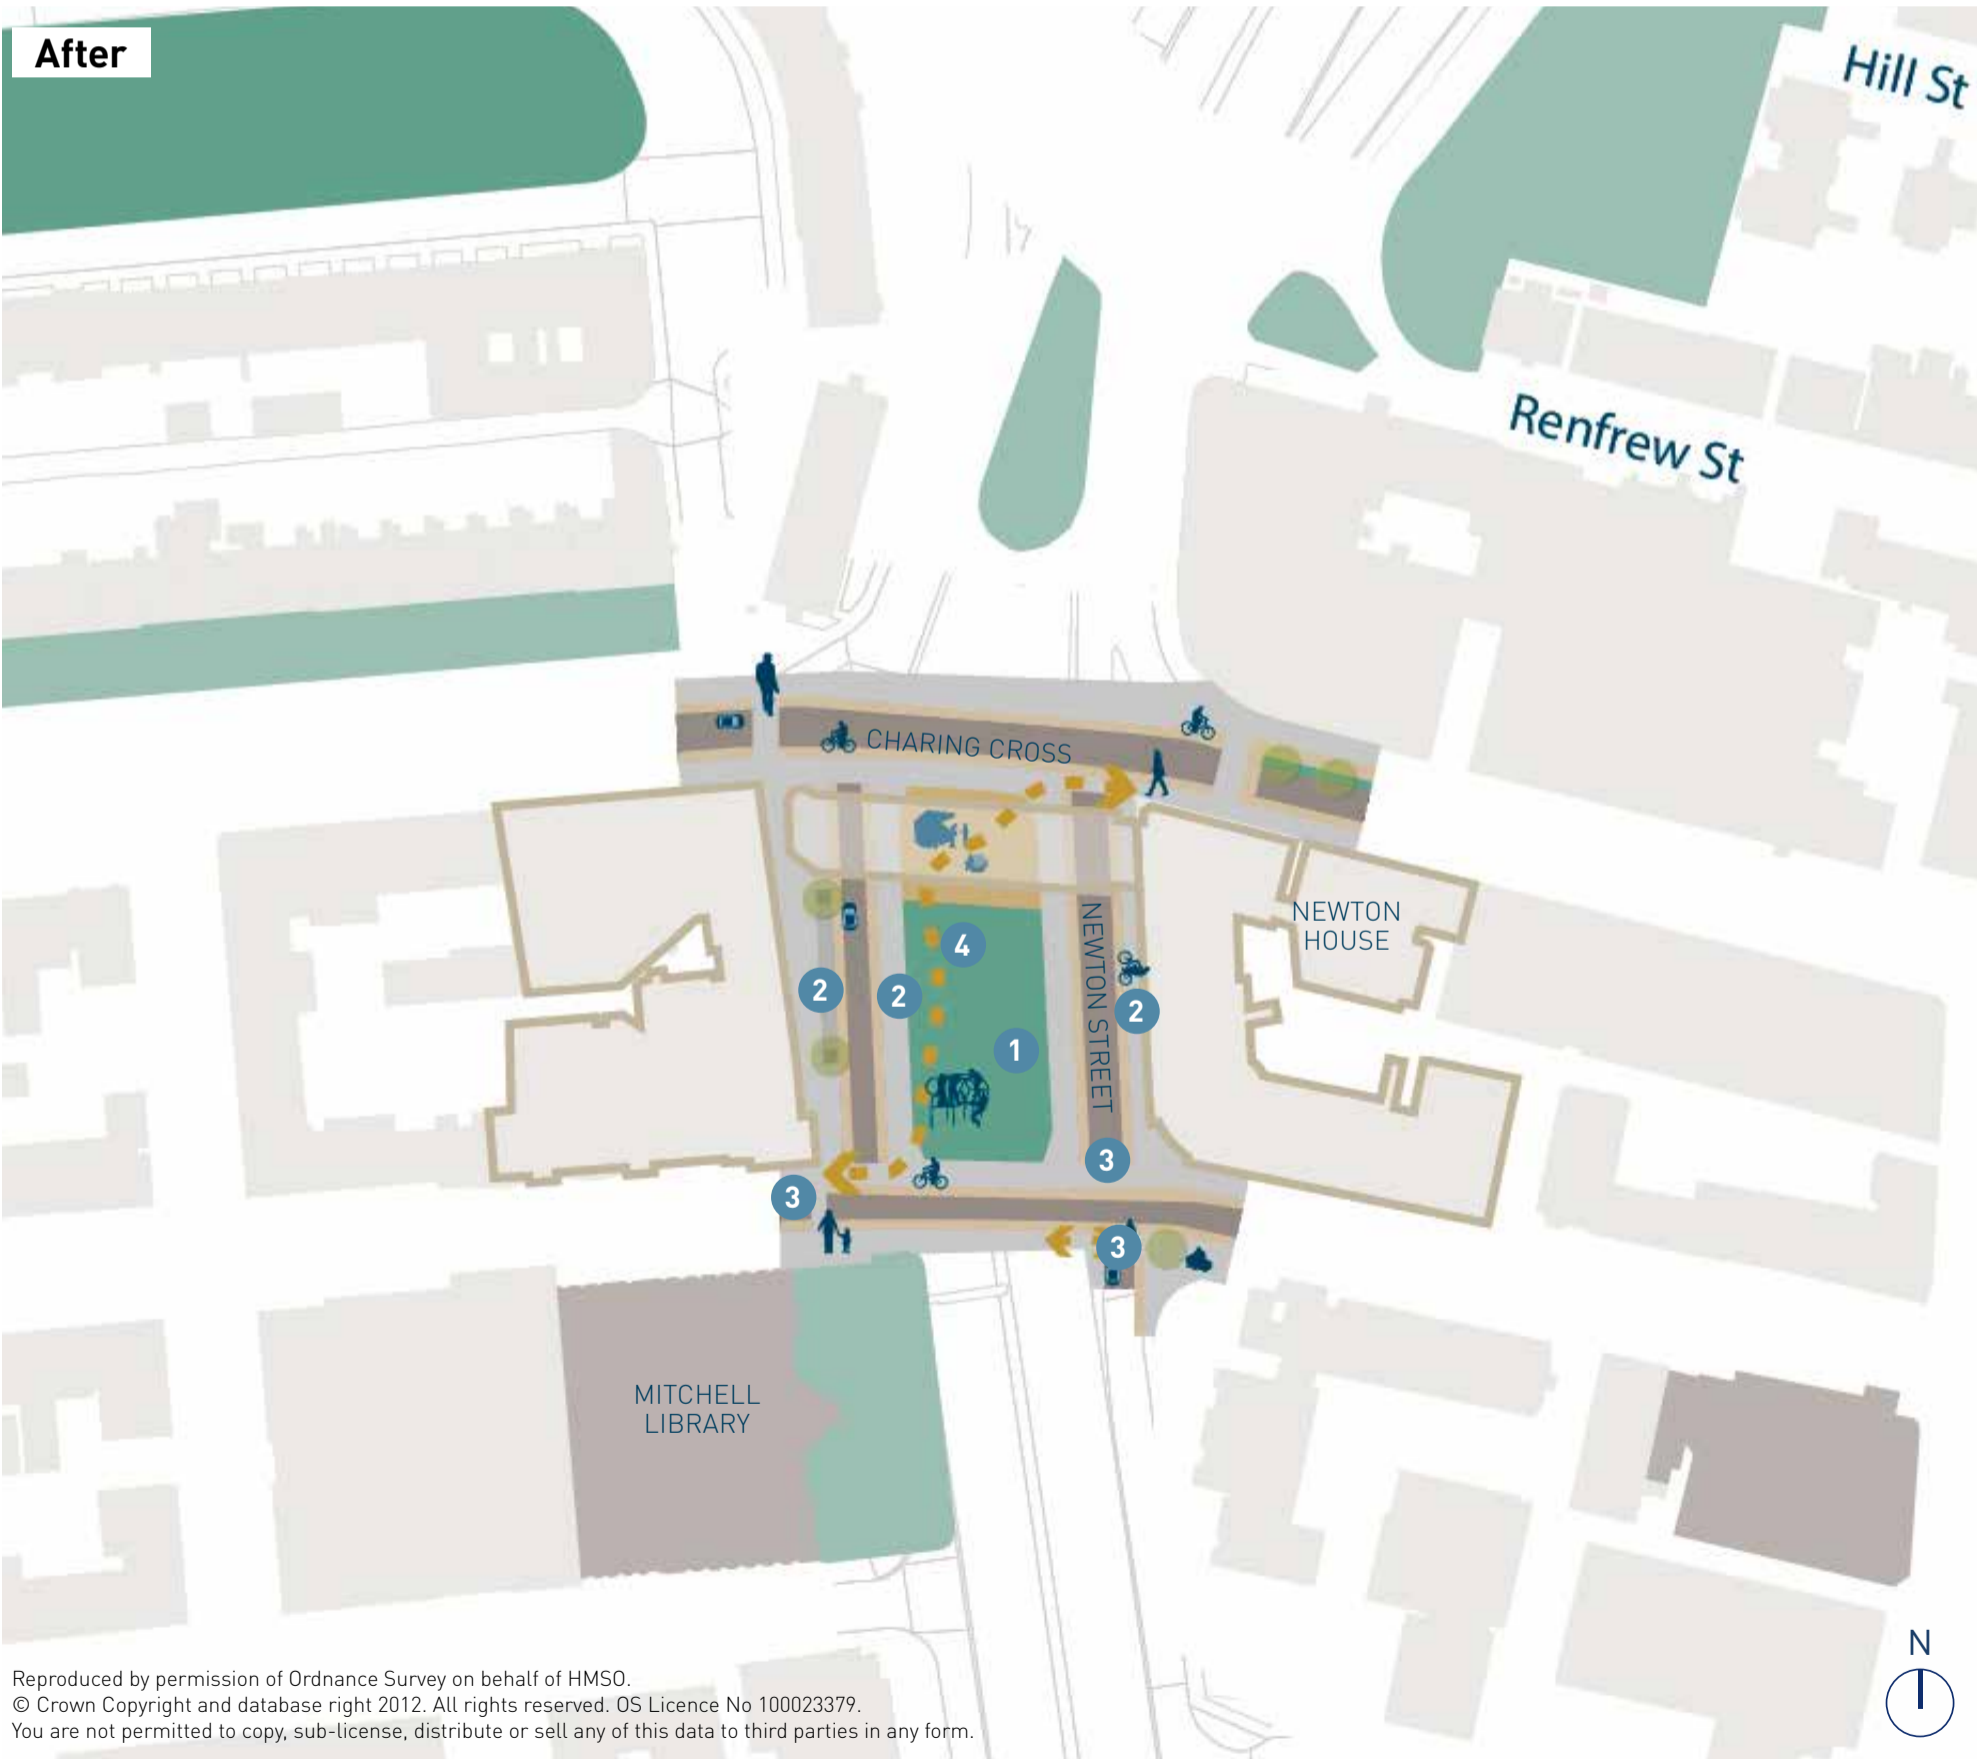 After
Hill St
Renfrew St
CHARING CROSS
NEWTON
HOUSE
NEWTON STREET
4
2
2
2
1
3
3
3
MITCHELL
LIBRARY
N
Reproduced by permission of Ordnance Survey on behalf of HMSO.
© Crown Copyright and database right 2012. All rights reserved. OS Licence No 100023379.
You are not permitted to copy, sub-license, distribute or sell any of this data to third parties in any form.